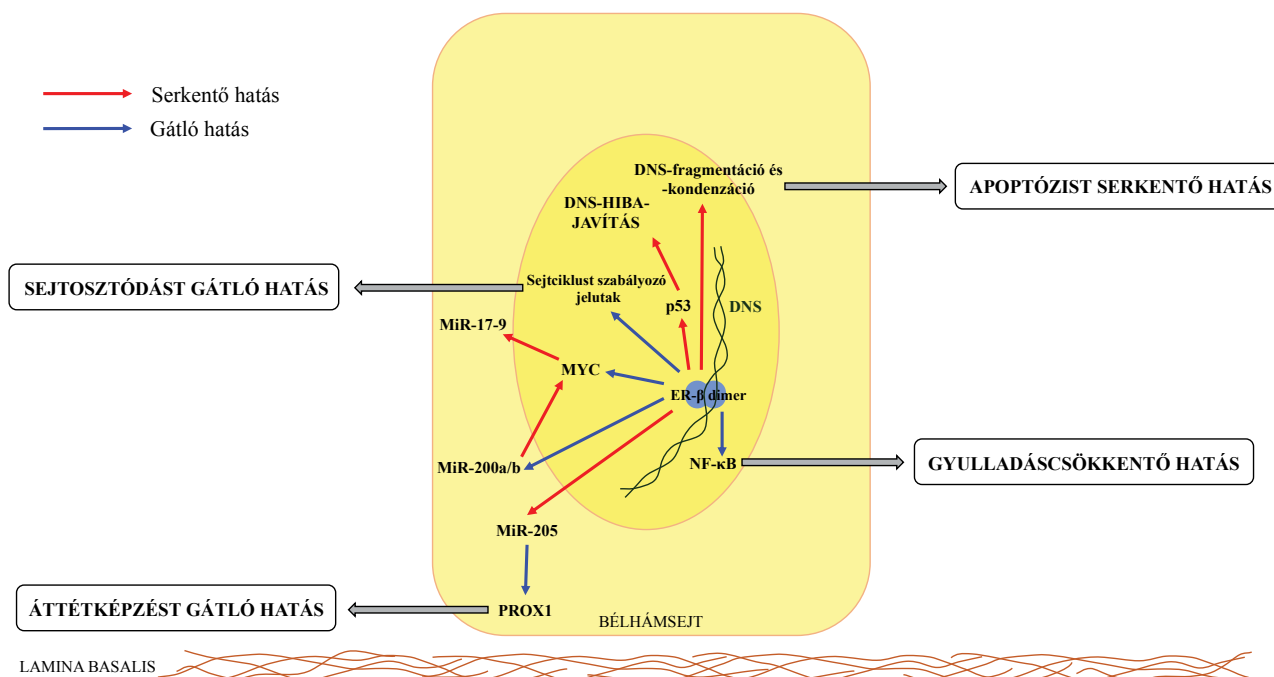 Serkentő hatás
Gátló hatás
DNS-fragmentáció és
-kondenzáció
APOPTÓZIST SERKENTŐ HATÁS
DNS-HIBA-
JAVÍTÁS
SEJTOSZTÓDÁST GÁTLÓ HATÁS
Sejtciklust szabályozó
jelutak
p53
DNS
MiR-17-9
MYC
ER-β dimer
MiR-200a/b
NF-κB
GYULLADÁSCSÖKKENTŐ HATÁS
MiR-205
ÁTTÉTKÉPZÉST GÁTLÓ HATÁS
PROX1
BÉLHÁMSEJT
LAMINA BASALIS